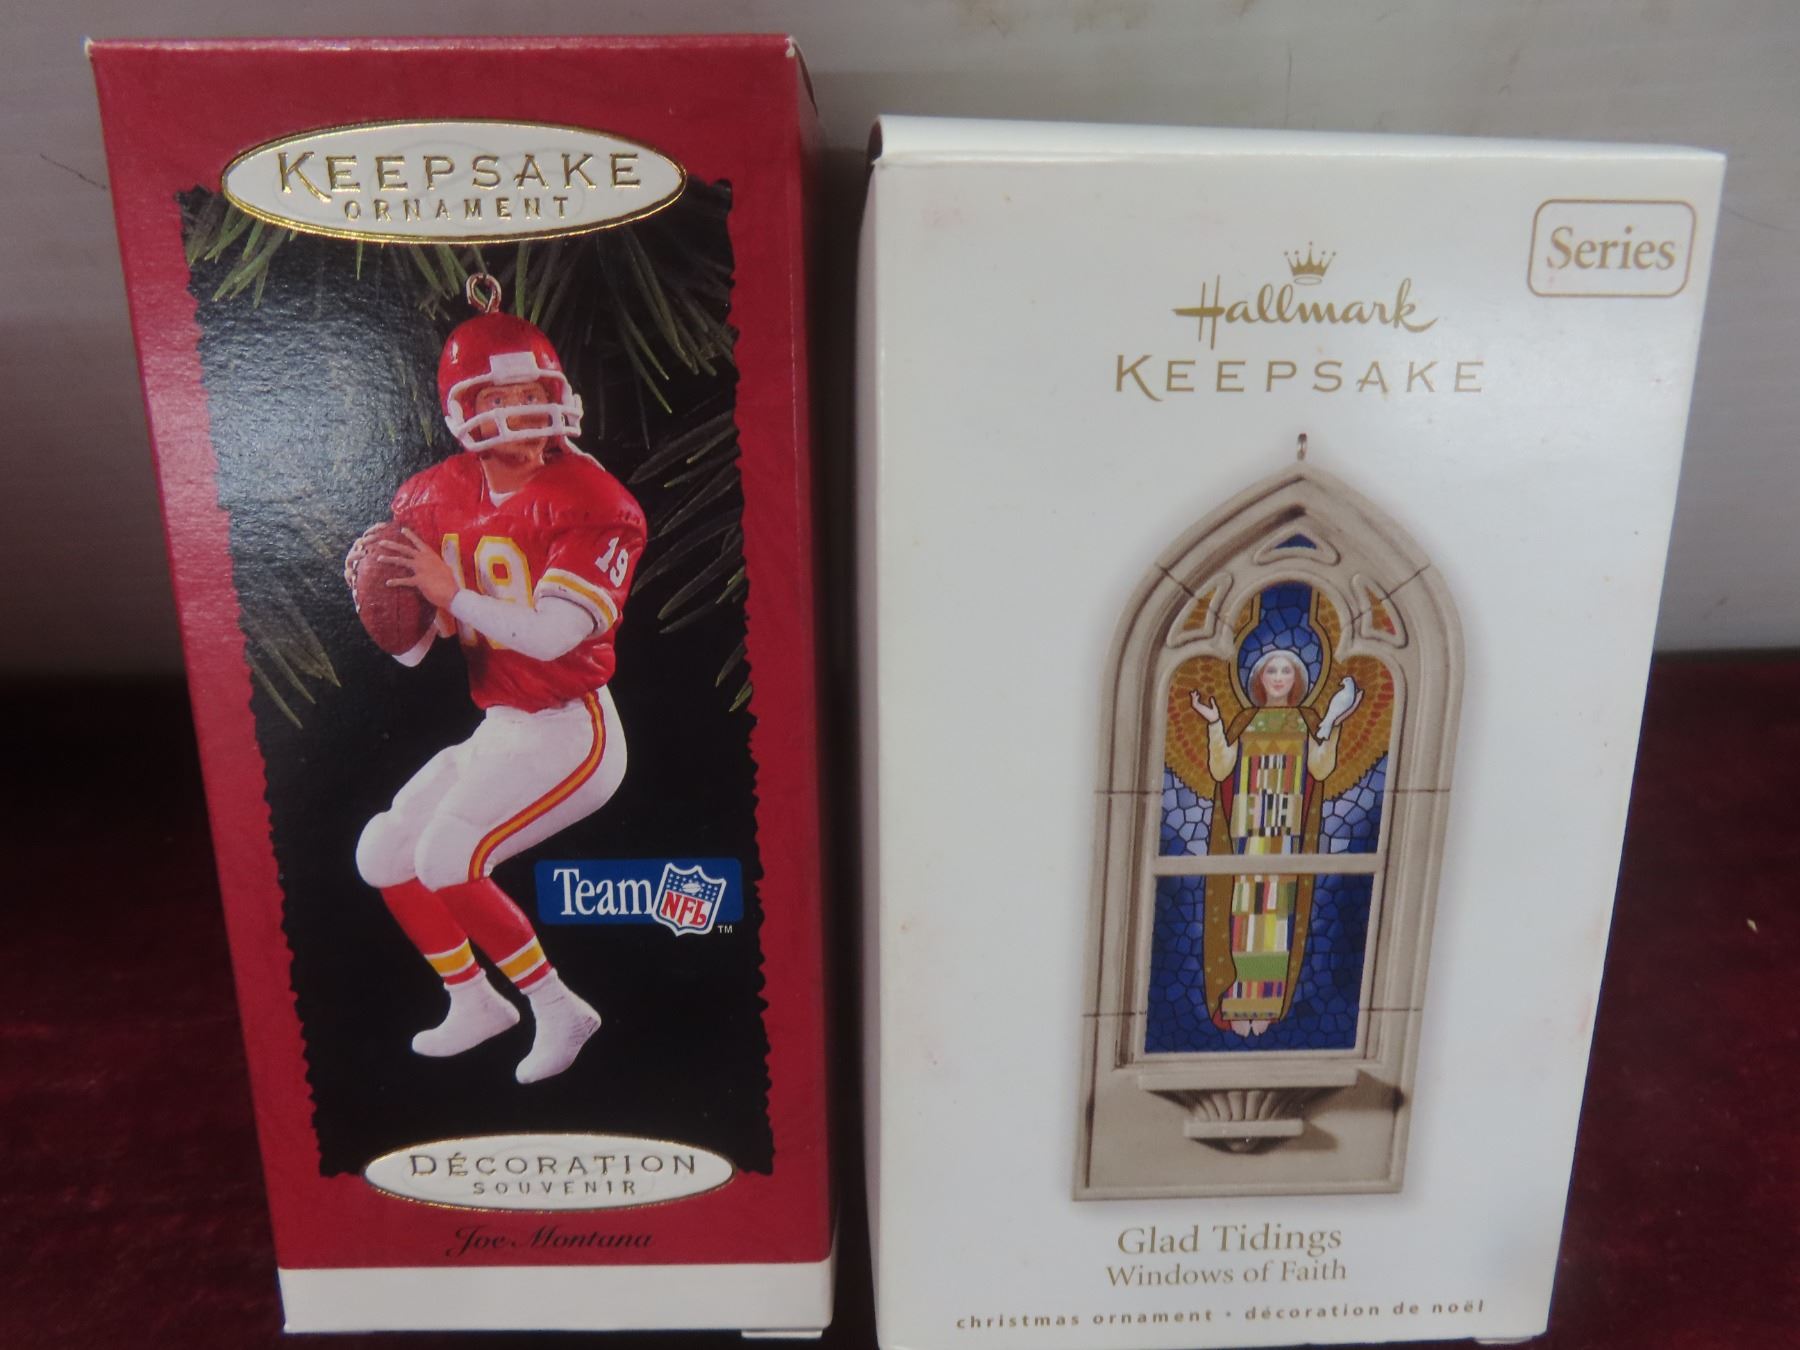 KEEPSAKE
ORNAMENT
19
19
Team NFL
TM
DÉCORATION
SOUVENIR
Joe Montana
Series
Hallmark
KEEPSAKE
Glad Tidings
Windows of Faith
christmas ornament • décoration de noël